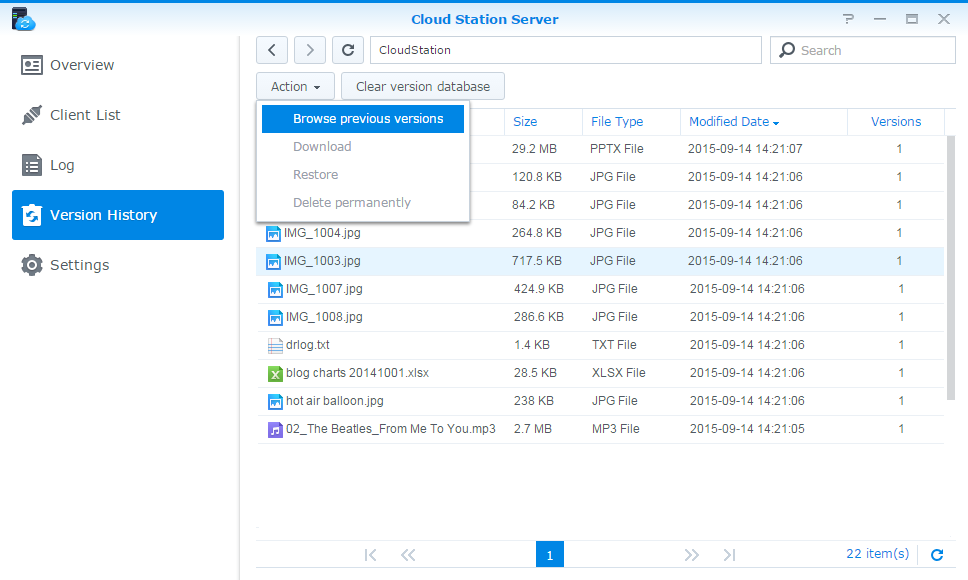 Cloud Station Server
?
Overview
Client List
Log
Version History
Settings
CloudStation
Search
Action
Clear version database
Browse previous versions
Download
Restore
Delete permanently
Size File Type Modified Date Versions
29.2 MB PPTX File 2015-09-14 14:21:07 1
120.8 KB JPG File 2015-09-14 14:21:06 1
84.2 KB JPG File 2015-09-14 14:21:06 1
IMG_1004.jpg 264.8 KB JPG File 2015-09-14 14:21:06 1
IMG_1003.jpg 717.5 KB JPG File 2015-09-14 14:21:06 1
IMG_1007.jpg 424.9 KB JPG File 2015-09-14 14:21:06 1
IMG_1008.jpg 286.6 KB JPG File 2015-09-14 14:21:06 1
drlog.txt 1.4 KB TXT File 2015-09-14 14:21:06 1
blog charts 20141001.xlsx 28.5 KB XLSX File 2015-09-14 14:21:06 1
hot air balloon.jpg 238 KB JPG File 2015-09-14 14:21:06 1
02_The Beatles_From Me To You.mp3 2.7 MB MP3 File 2015-09-14 14:21:05 1
1
22 item(s)